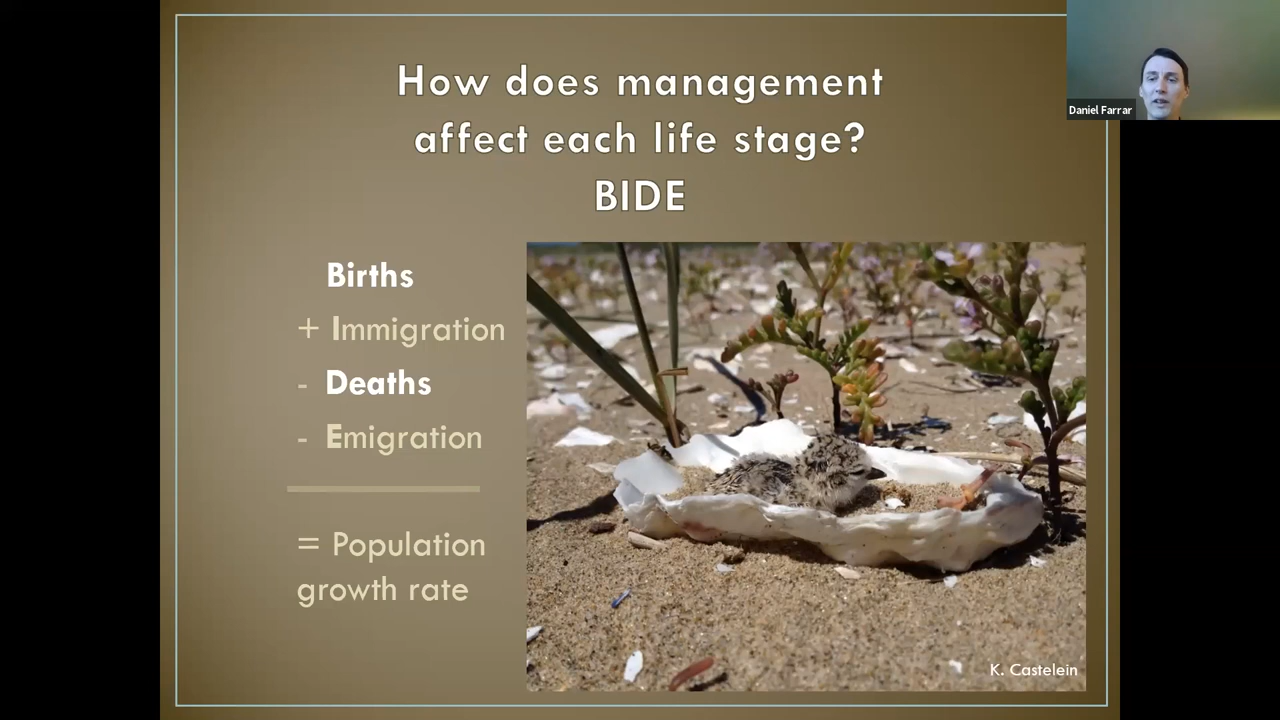 How does management
affect each life stage?
BIDE
Births
+ Immigration
- Deaths
- Emigration
= Population
growth rate
K. Castelein
Daniel Farrar